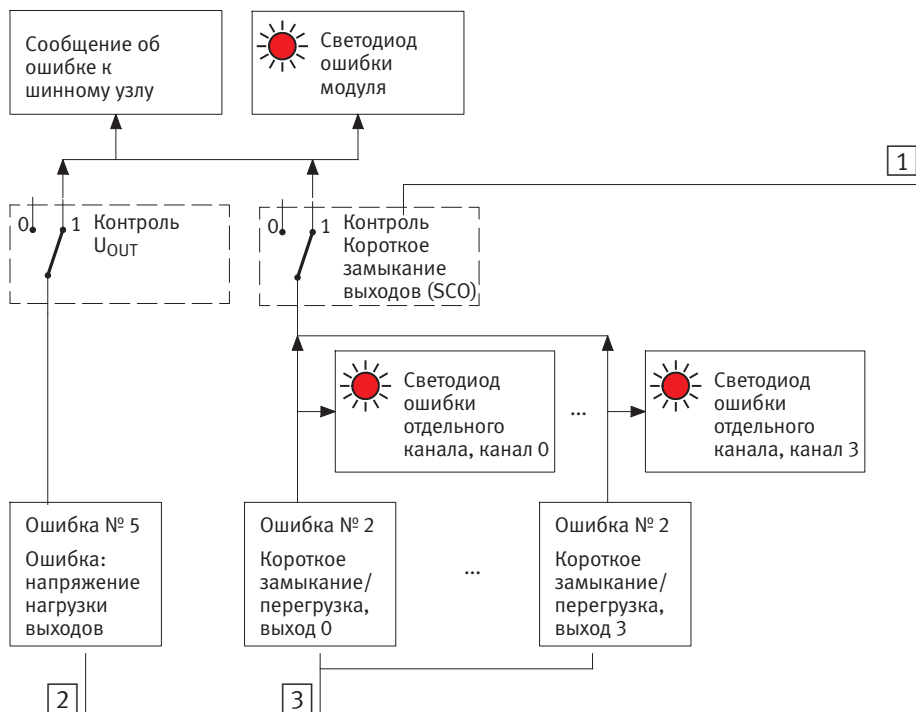 Сообщение об
ошибке к
шинному узлу
Светодиод
ошибки
модуля
1
0
1
Контроль
UOUT
0
1
Контроль
Короткое
замыкание
выходов (SCO)
Светодиод
ошибки
отдельного
канала, канал 0
...
Светодиод
ошибки
отдельного
канала, канал 3
Ошибка № 5
Ошибка:
напряжение
нагрузки
выходов
Ошибка № 2
Короткое
замыкание/
перегрузка,
выход 0
...
Ошибка № 2
Короткое
замыкание/
перегрузка,
выход 3
2
3